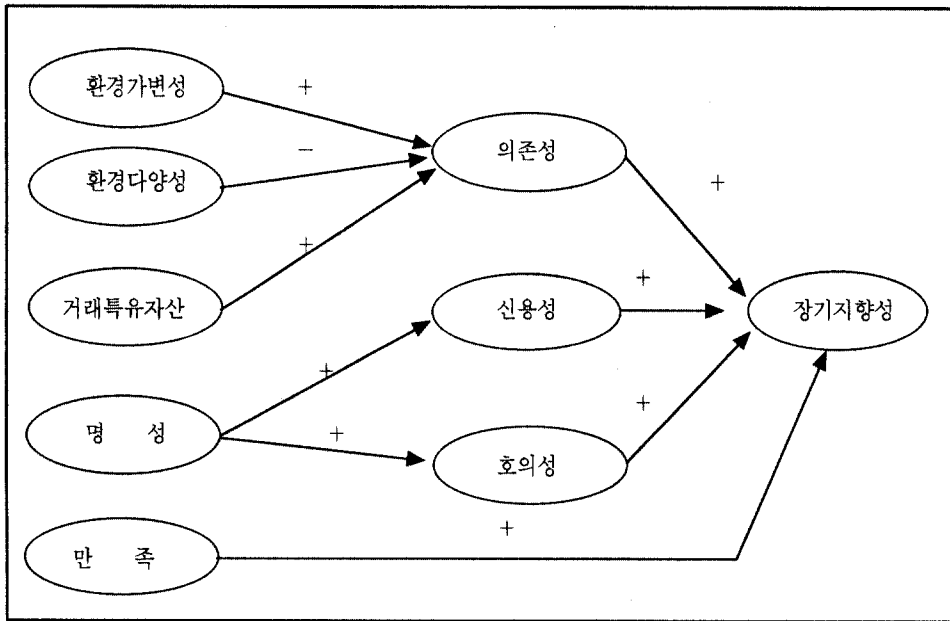 환경가변성
+
의존성
-
환경다양성
+
+
거래특유자산
+
신용성
장기지향성
+
+
명 성
+
호의성
+
만 족